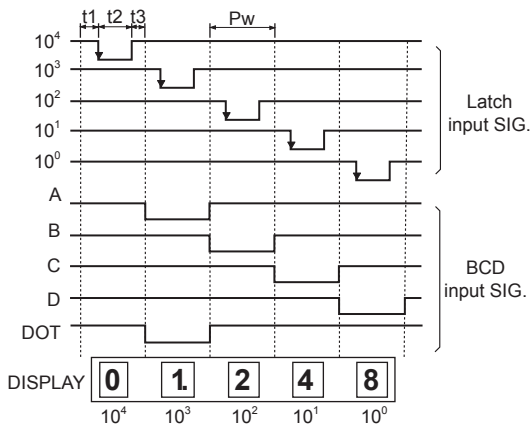 t1 t2 t3 Pw
10⁴
10³
10²
10¹
10⁰
Latch
input SIG.
A
B
C
D
DOT
BCD
input SIG.
DISPLAY 0 1. 2 4 8
10⁴ 10³ 10² 10¹ 10⁰